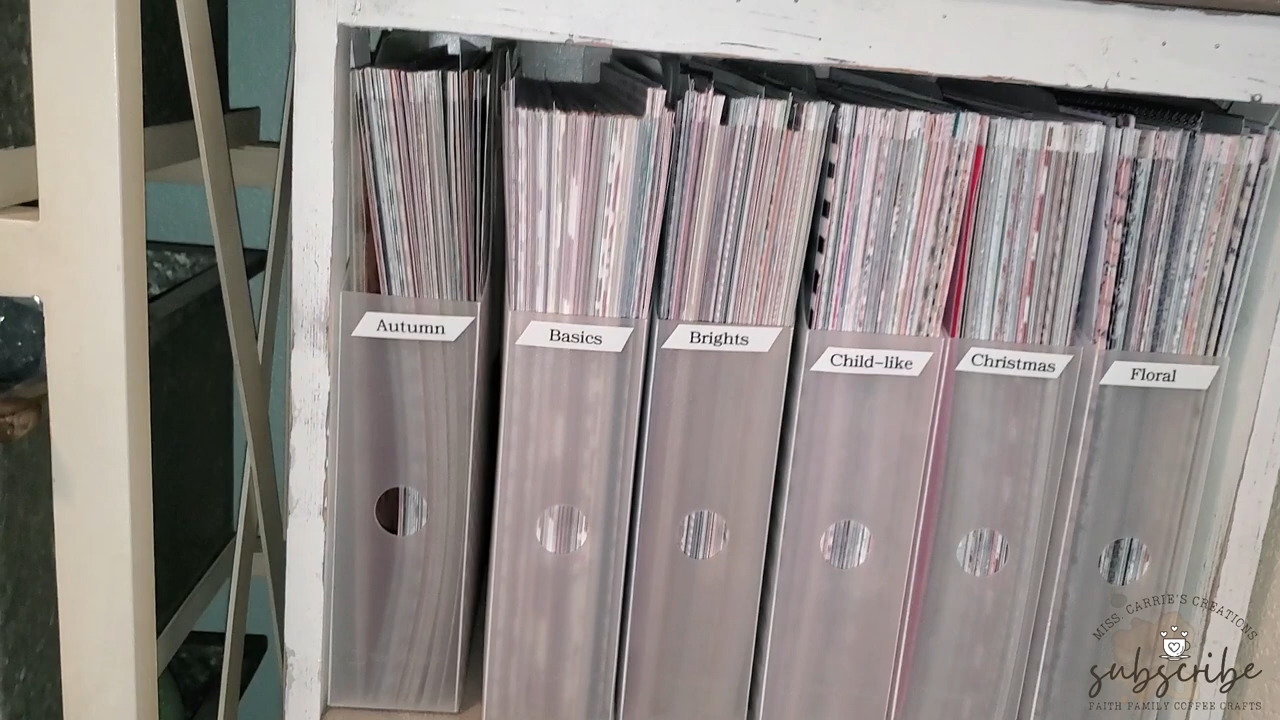 Autumn
Basics
Brights
Child-like
Christmas
Floral
MISS. CARRIE'S CREATIONS
subscribe
FAITH FAMILY COFFEE CRAFTS